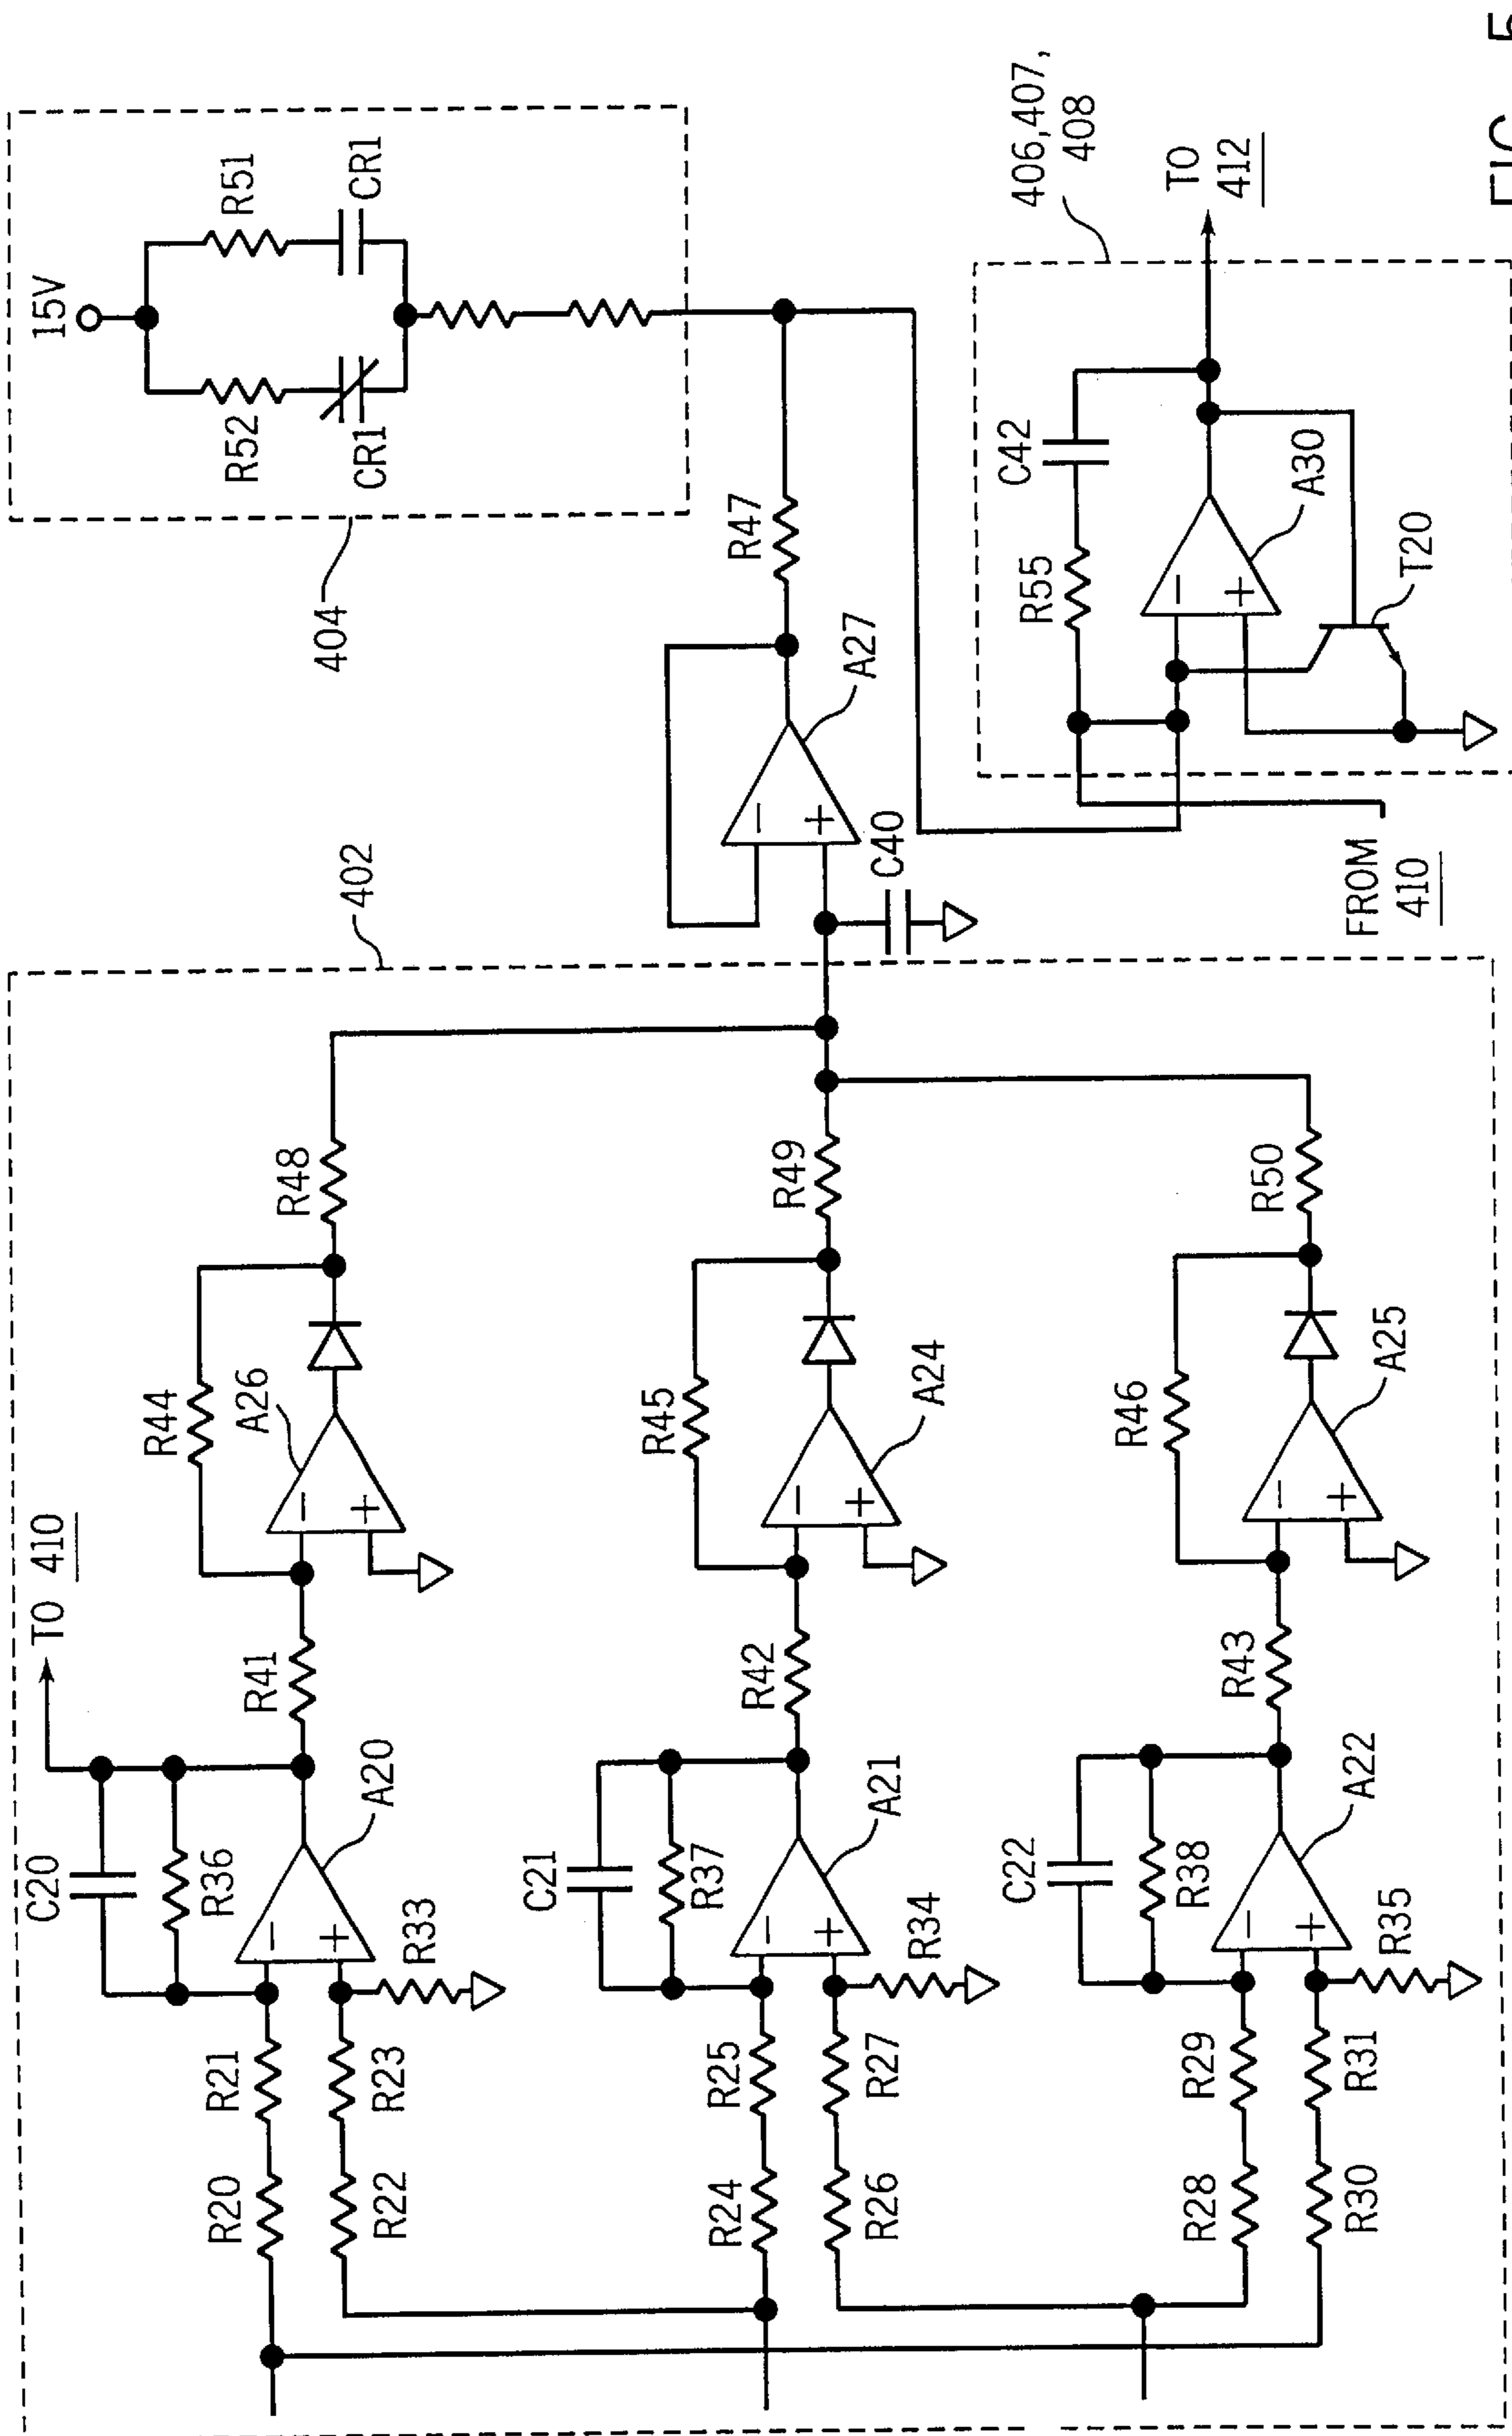 402
TO 410
C20
R36
R44
R20
R21
A20
R41
A26
R48
R22
R23
R33
C21
R37
R45
R24
R25
A21
R42
A24
R49
R26
R27
R34
C22
R38
R46
R28
R29
A22
R43
A25
R50
R30
R31
R35
−
+
−
+
−
+
−
+
−
+
−
+
404
15V
R52
R51
CR1
CR1
R47
A27
−
+
C40
406,407,
408
R55
C42
TO
412
A30
−
+
T20
FROM
410
FIG. 5